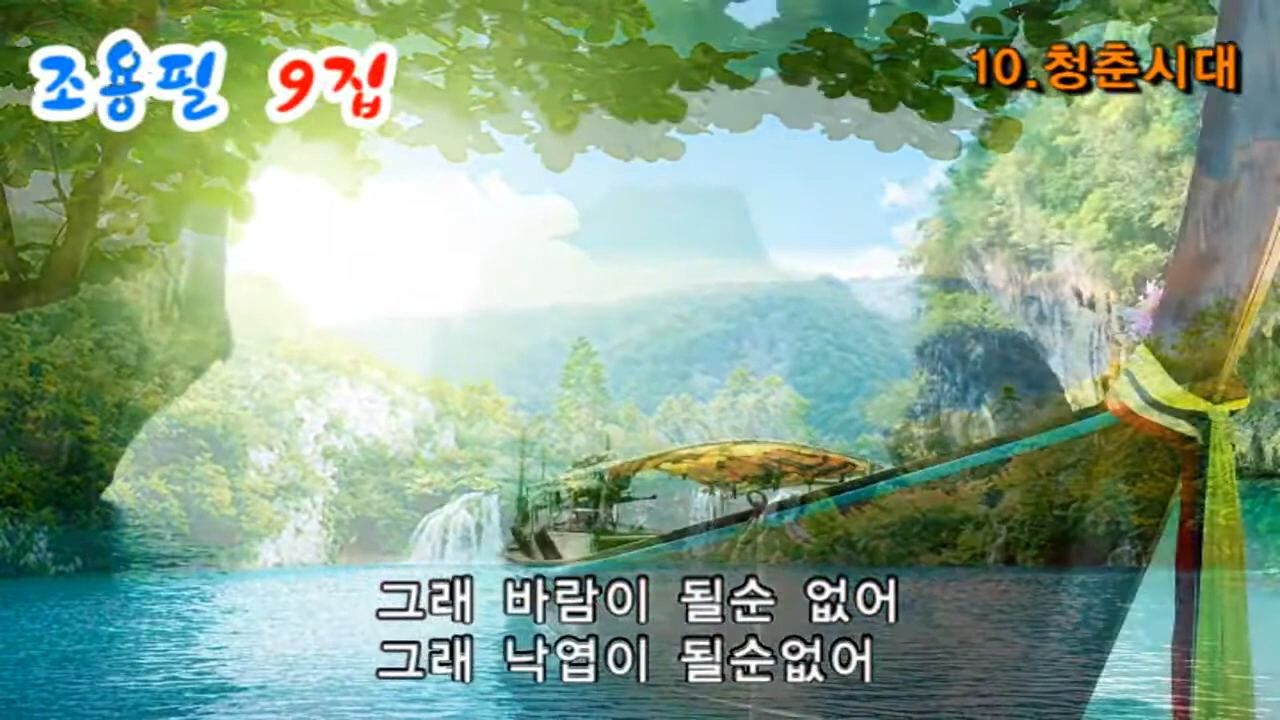 조용필 9집
10.청춘시대
그래 바람이 될순 없어
그래 낙엽이 될순없어